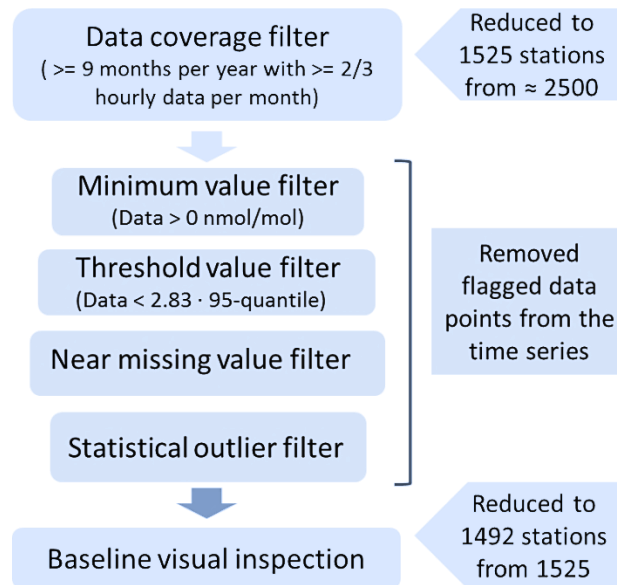 Data coverage filter
( >= 9 months per year with >= 2/3
hourly data per month)
Reduced to
1525 stations
from ≈ 2500
Minimum value filter
(Data > 0 nmol/mol)
Threshold value filter
(Data < 2.83 · 95-quantile)
Near missing value filter
Statistical outlier filter
Removed
flagged data
points from the
time series
Baseline visual inspection
Reduced to
1492 stations
from 1525